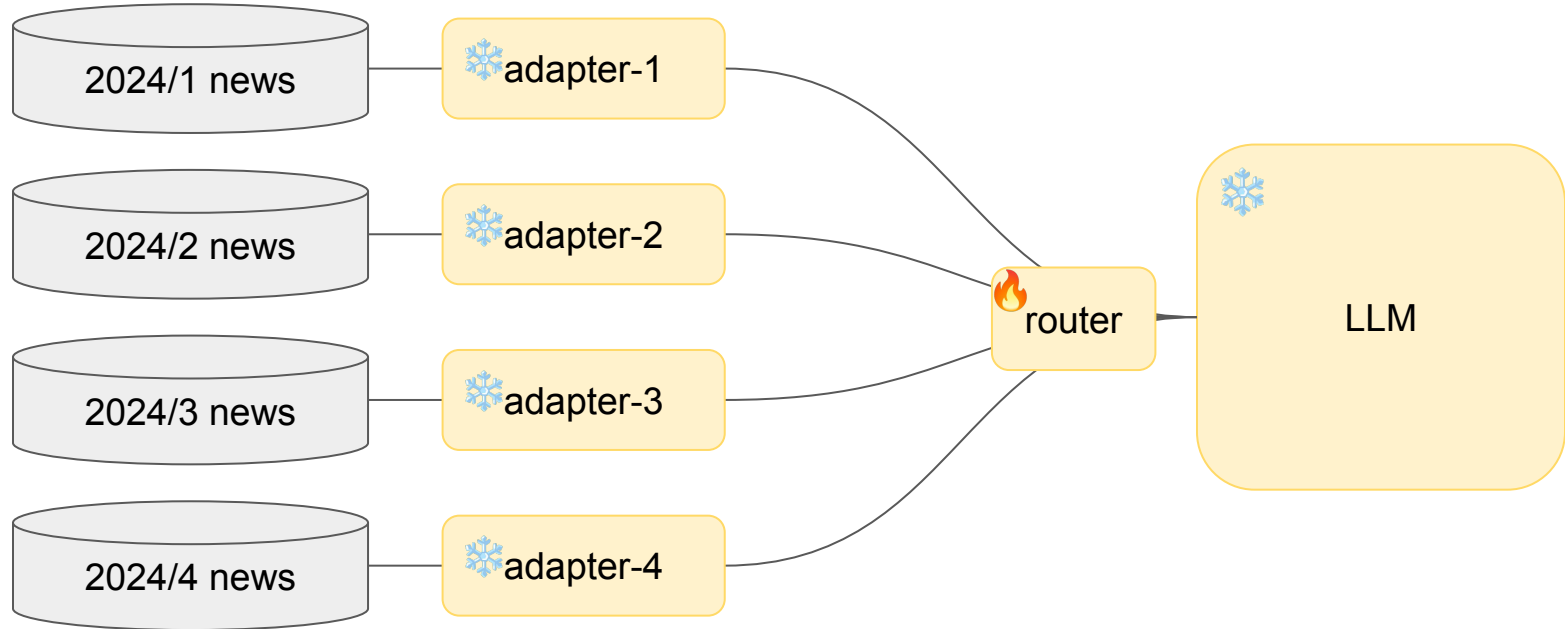 2024/1 news
adapter-1
2024/2 news
adapter-2
router
LLM
2024/3 news
adapter-3
2024/4 news
adapter-4